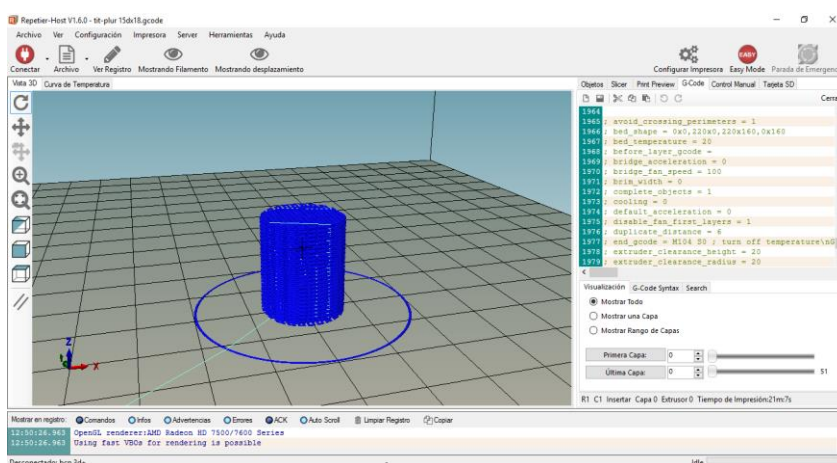 Repetier-Host V1.6.0 - tit-plur 15dx18.gcode
Archivo Ver Configuración Impresora Server Herramientas Ayuda
Conectar Archivo Ver Registro Mostrando Filamento Mostrando desplazamiento Configurar Impresora EASY Easy Mode Parada de Emergenc
Vista 3D Curva de Temperatura
Objetos Slicer Print Preview G-Code Control Manual Tarjeta SD
Cerra
1964
1965 ; avoid_crossing_perimeters = 1
1966 ; bed_shape = 0x0,220x0,220x160,0x160
1967 ; bed_temperature = 20
1968 ; before_layer_gcode =
1969 ; bridge_acceleration = 0
1970 ; bridge_fan_speed = 100
1971 ; brim_width = 0
1972 ; complete_objects = 1
1973 ; cooling = 0
1974 ; default_acceleration = 0
1975 ; disable_fan_first_layers = 1
1976 ; duplicate_distance = 6
1977 ; end_gcode = M104 S0 ; turn off temperature\nG
1978 ; extruder_clearance_height = 20
1979 ; extruder_clearance_radius = 20
Visualización G-Code Syntax Search
Mostrar Todo
Mostrar una Capa
Mostrar Rango de Capas
Primera Capa: 0
Última Capa: 0 51
R1 C1 Insertar Capa 0 Extrusor 0 Tiempo de Impresión:21m:7s
Z
X
Mostrar en registro: Comandos Infos Advertencias Errores ACK Auto Scroll Limpiar Registro Copiar
12:50:26.963 OpenGL renderer:AMD Radeon HD 7500/7600 Series
12:50:26.963 Using fast VBOs for rendering is possible
Desconectado: bcn 3d+ - Idle